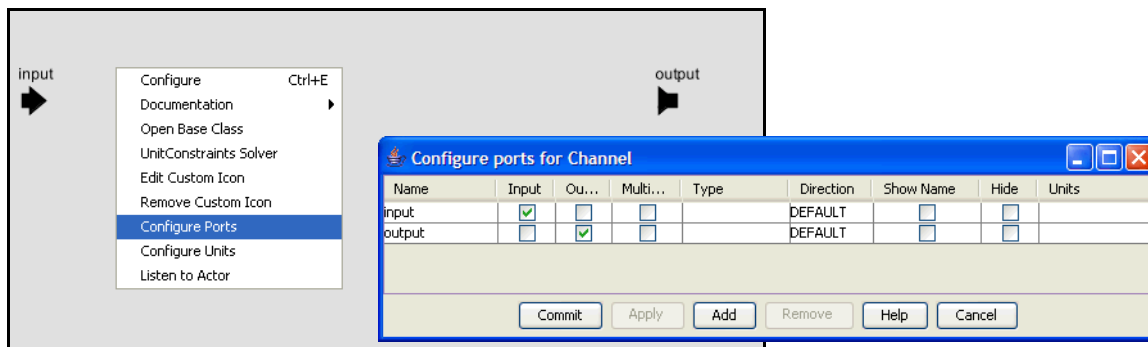 input
output
Configure Ctrl+E
Documentation
Open Base Class
UnitConstraints Solver
Edit Custom Icon
Remove Custom Icon
Configure Ports
Configure Units
Listen to Actor
Configure ports for Channel
Name Input Ou... Multi... Type Direction Show Name Hide Units
input DEFAULT
output DEFAULT
Commit Apply Add Remove Help Cancel